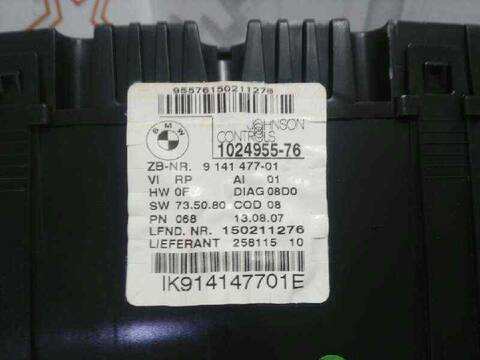 95576150211276
BMW
JOHNSON
CONTROLS
1024955-76
ZB-NR. 9 141 477-01
VI RP AI 01
HW 0F DIAG 08D0
SW 73.50.80 COD 08
PN 068 13.08.07
LFND. NR. 150211276
LIEFERANT 258115 10
IK914147701E